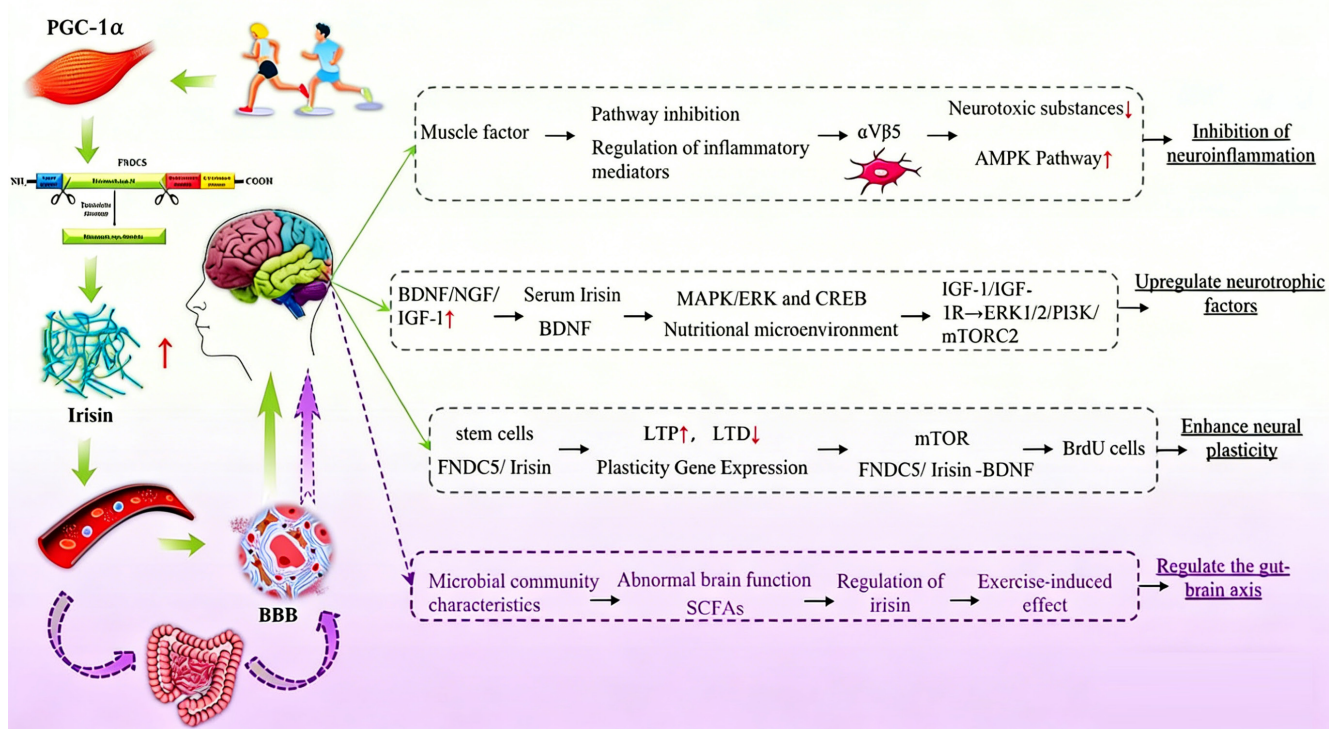 PGC-1α
NH₂
COOH
Irisin
BBB
Muscle factor
Pathway inhibition
Regulation of inflammatory
mediators
αVβ5
Neurotoxic substances↓
AMPK Pathway↑
Inhibition of
neuroinflammation
BDNF/NGF/
IGF-1↑
Serum Irisin
BDNF
MAPK/ERK and CREB
Nutritional microenvironment
IGF-1/IGF-
1R→ERK1/2/PI3K/
mTORC2
Upregulate neurotrophic
factors
stem cells
FNDC5/ Irisin
LTP↑, LTD↓
Plasticity Gene Expression
mTOR
FNDC5/ Irisin -BDNF
BrdU cells
Enhance neural
plasticity
Microbial community
characteristics
Abnormal brain function
SCFAs
Regulation of
irisin
Exercise-induced
effect
Regulate the gut-
brain axis